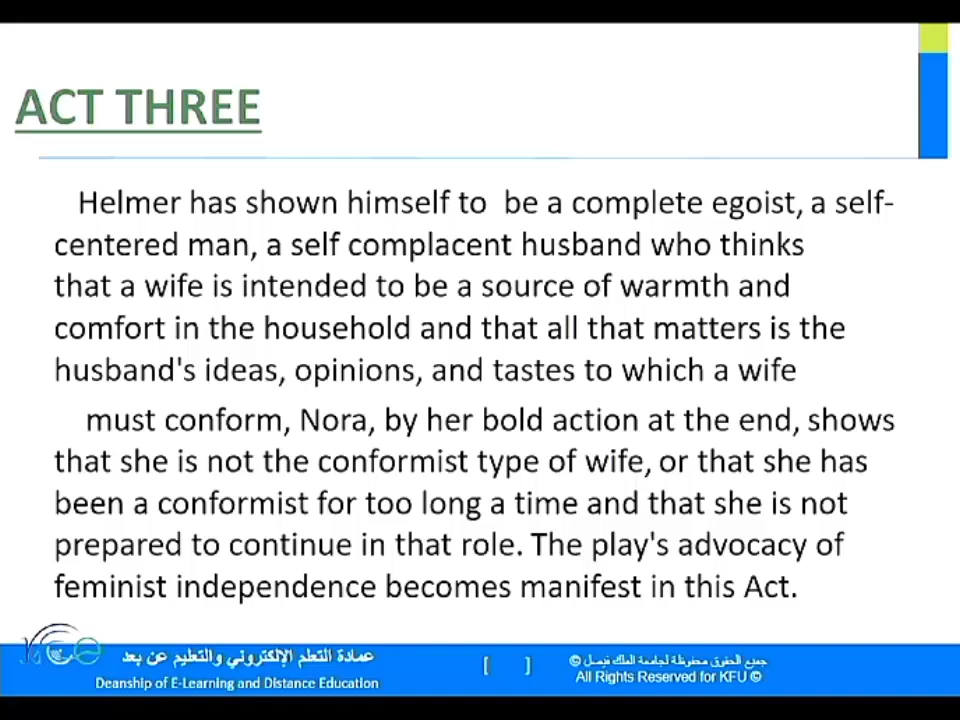 ACT THREE
Helmer has shown himself to be a complete egoist, a self-
centered man, a self complacent husband who thinks
that a wife is intended to be a source of warmth and
comfort in the household and that all that matters is the
husband's ideas, opinions, and tastes to which a wife
must conform, Nora, by her bold action at the end, shows
that she is not the conformist type of wife, or that she has
been a conformist for too long a time and that she is not
prepared to continue in that role. The play's advocacy of
feminist independence becomes manifest in this Act.
عمادة التعلم الإلكتروني والتعليم عن بعد
Deanship of E-Learning and Distance Education
[ ]
جميع الحقوق محفوظة لجامعة الملك فيصل ©
All Rights Reserved for KFU ©